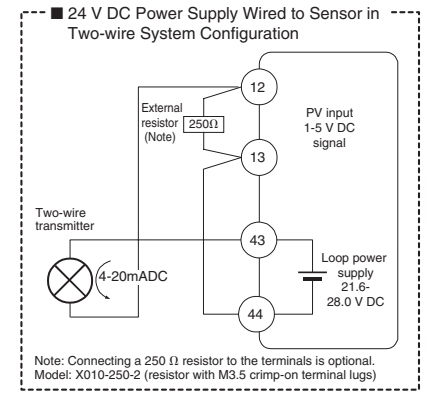 ■ 24 V DC Power Supply Wired to Sensor in
Two-wire System Configuration
12
External
resistor
(Note)
250Ω
PV input
1-5 V DC
signal
13
Two-wire
transmitter
43
4-20mADC
Loop power
supply
21.6-
28.0 V DC
44
Note: Connecting a 250 Ω resistor to the terminals is optional.
Model: X010-250-2 (resistor with M3.5 crimp-on terminal lugs)